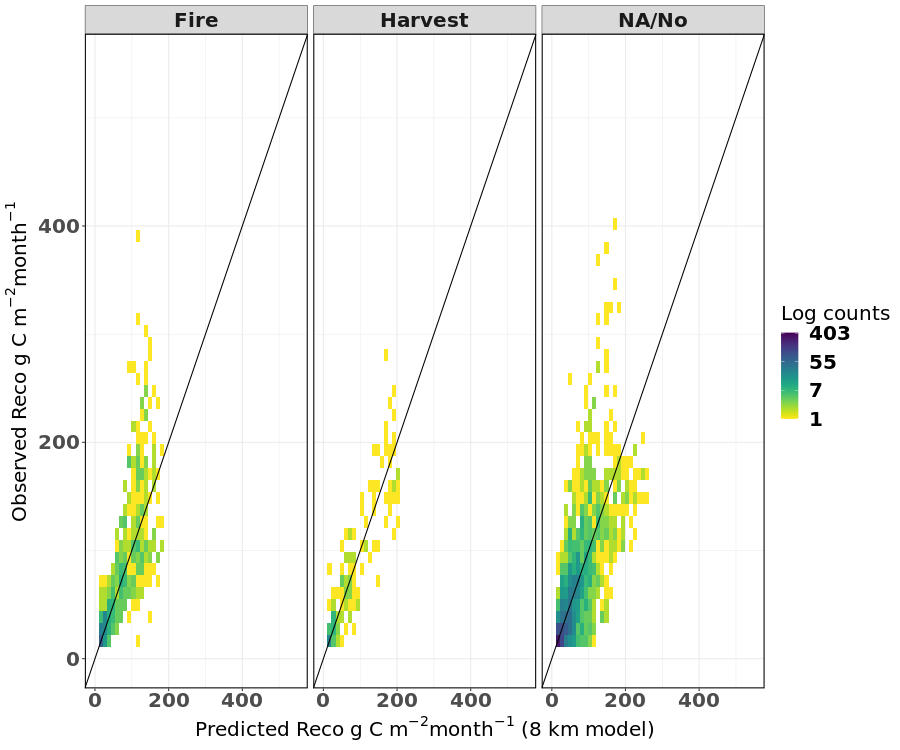 Fire
Harvest
NA/No
Observed Reco g C m−2month−1
400
200
0
0 200 400
0 200 400
0 200 400
Predicted Reco g C m−2month−1 (8 km model)
Log counts
403
55
7
1